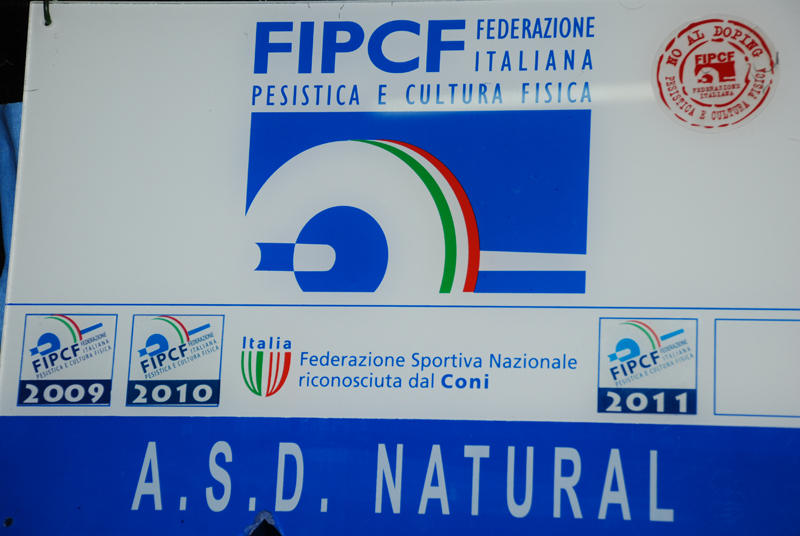 FIPCF FEDERAZIONE
ITALIANA
PESISTICA E CULTURA FISICA
NO AL DOPING
FIPCF
FEDERAZIONE
ITALIANA
PESISTICA E CULTURA FISICA
FIPCF FEDERAZIONE
ITALIANA
PESISTICA E CULTURA FISICA
2009
FIPCF FEDERAZIONE
ITALIANA
PESISTICA E CULTURA FISICA
2010
Italia
Federazione Sportiva Nazionale
riconosciuta dal Coni
FIPCF FEDERAZIONE
ITALIANA
PESISTICA E CULTURA FISICA
2011
A.S.D. NATURAL